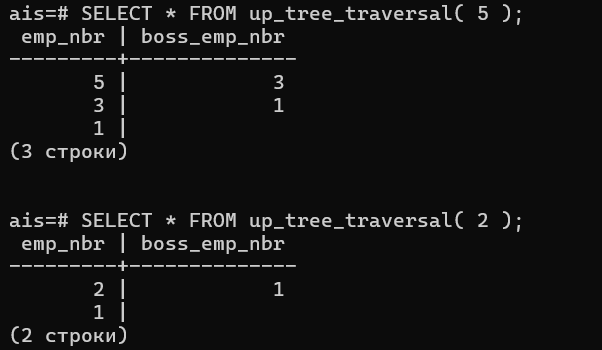 ais=# SELECT * FROM up_tree_traversal( 5 );
 emp_nbr | boss_emp_nbr
---------+--------------
       5 |            3
       3 |            1
       1 |
(3 строки)
ais=# SELECT * FROM up_tree_traversal( 2 );
 emp_nbr | boss_emp_nbr
---------+--------------
       2 |            1
       1 |
(2 строки)